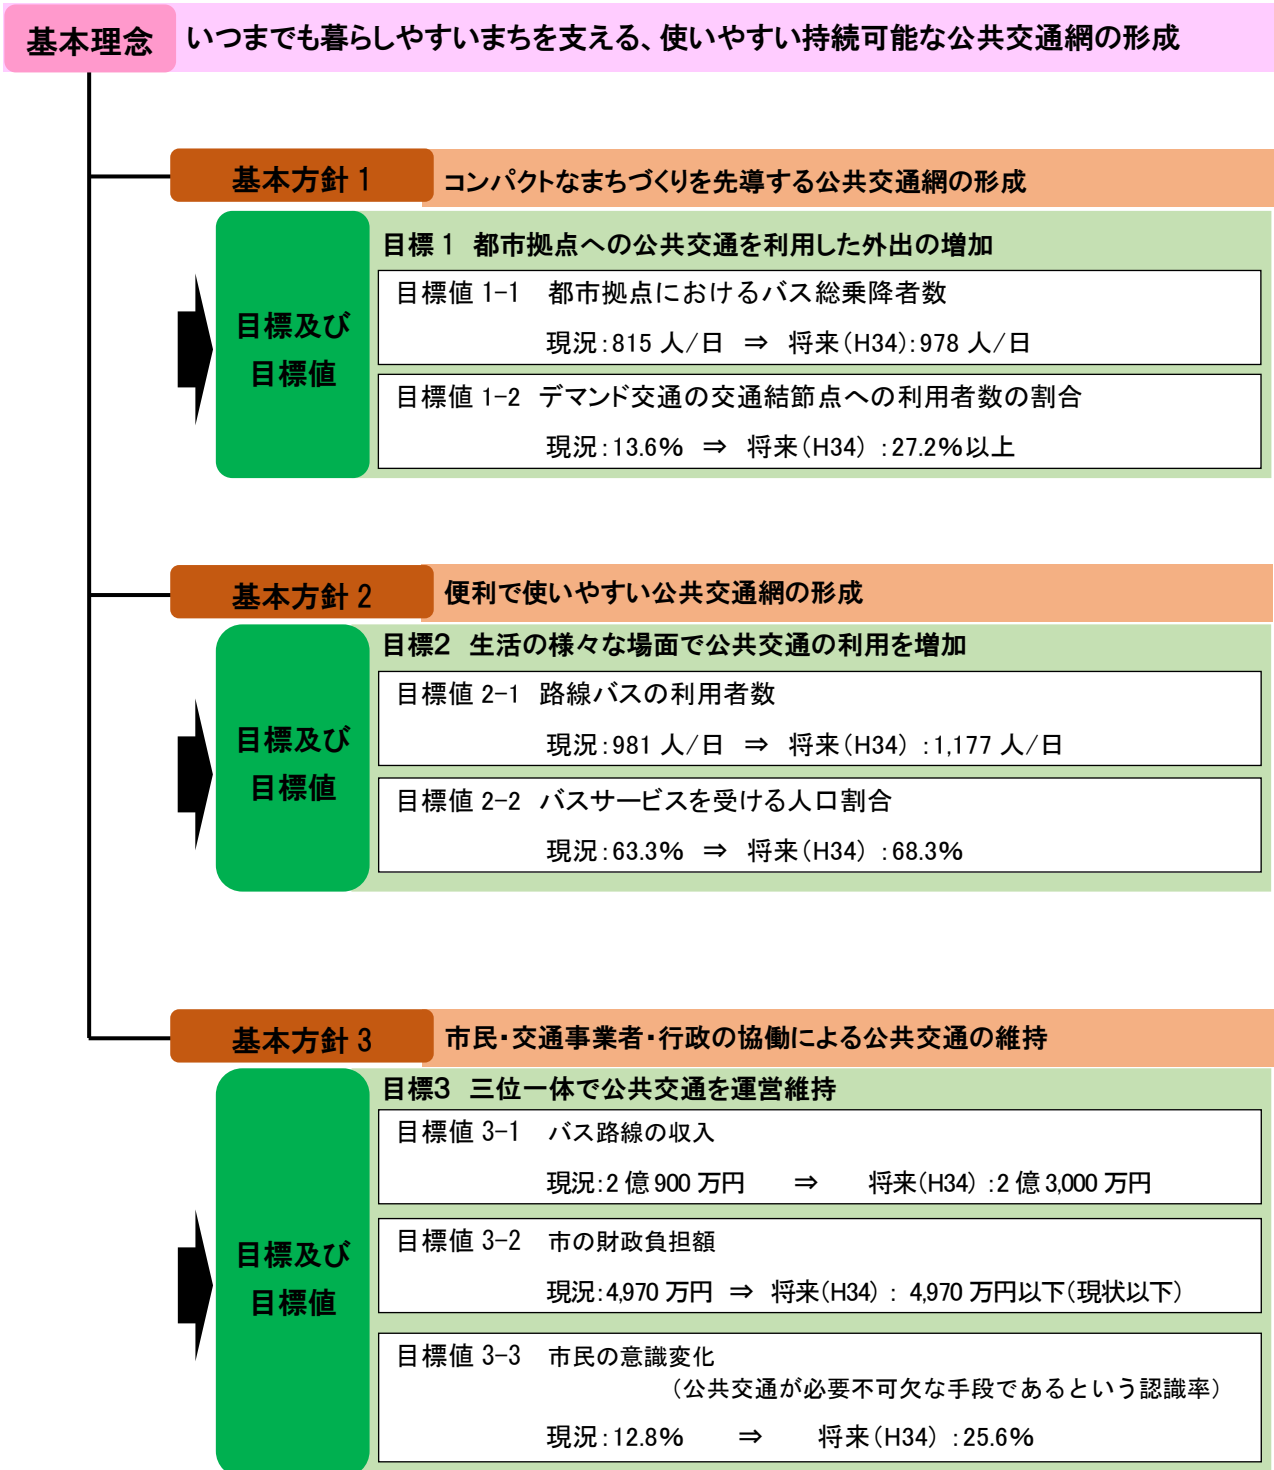 基本理念 いつまでも暮らしやすいまちを支える、使いやすい持続可能な公共交通網の形成
基本方針 1 コンパクトなまちづくりを先導する公共交通網の形成
目標及び
目標値
目標 1 都市拠点への公共交通を利用した外出の増加
目標値 1-1 都市拠点におけるバス総乗降者数
現況:815 人/日 ⇒ 将来(H34):978 人/日
目標値 1-2 デマンド交通の交通結節点への利用者数の割合
現況:13.6% ⇒ 将来(H34) :27.2%以上
基本方針 2 便利で使いやすい公共交通網の形成
目標及び
目標値
目標2 生活の様々な場面で公共交通の利用を増加
目標値 2-1 路線バスの利用者数
現況:981 人/日 ⇒ 将来(H34) :1,177 人/日
目標値 2-2 バスサービスを受ける人口割合
現況:63.3% ⇒ 将来(H34) :68.3%
基本方針 3 市民・交通事業者・行政の協働による公共交通の維持
目標及び
目標値
目標3 三位一体で公共交通を運営維持
目標値 3-1 バス路線の収入
現況:2 億 900 万円 ⇒ 将来(H34) :2 億 3,000 万円
目標値 3-2 市の財政負担額
現況:4,970 万円 ⇒ 将来(H34) : 4,970 万円以下(現状以下)
目標値 3-3 市民の意識変化
(公共交通が必要不可欠な手段であるという認識率)
現況:12.8% ⇒ 将来(H34) :25.6%